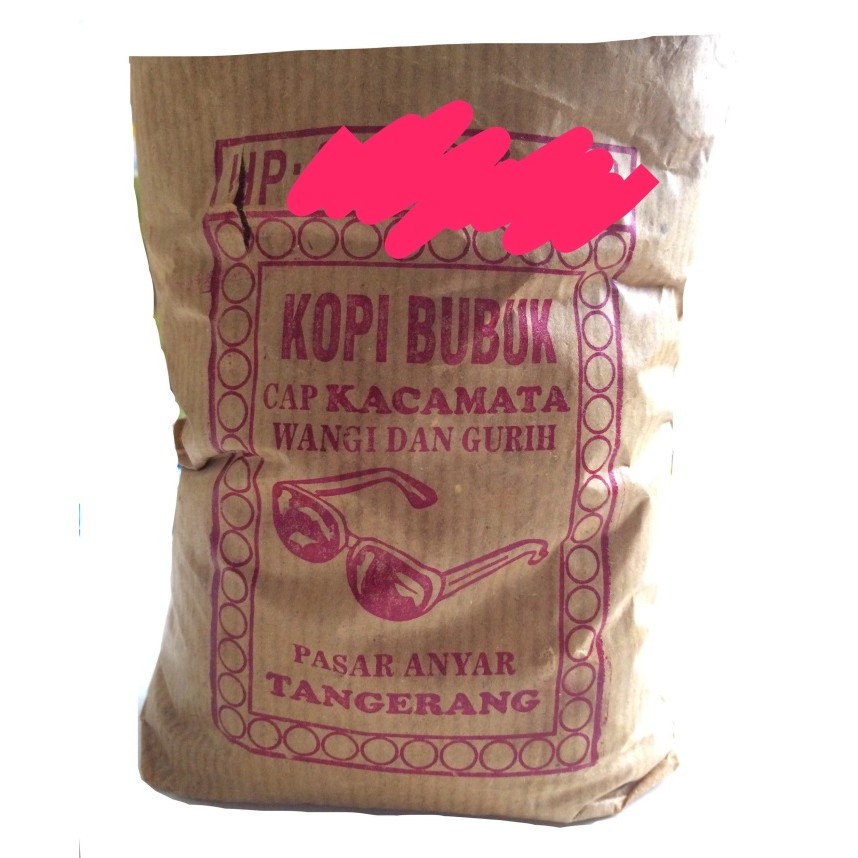 HP:
KOPI BUBUK
CAP KACAMATA
WANGI DAN GURIH
PASAR ANYAR
TANGERANG